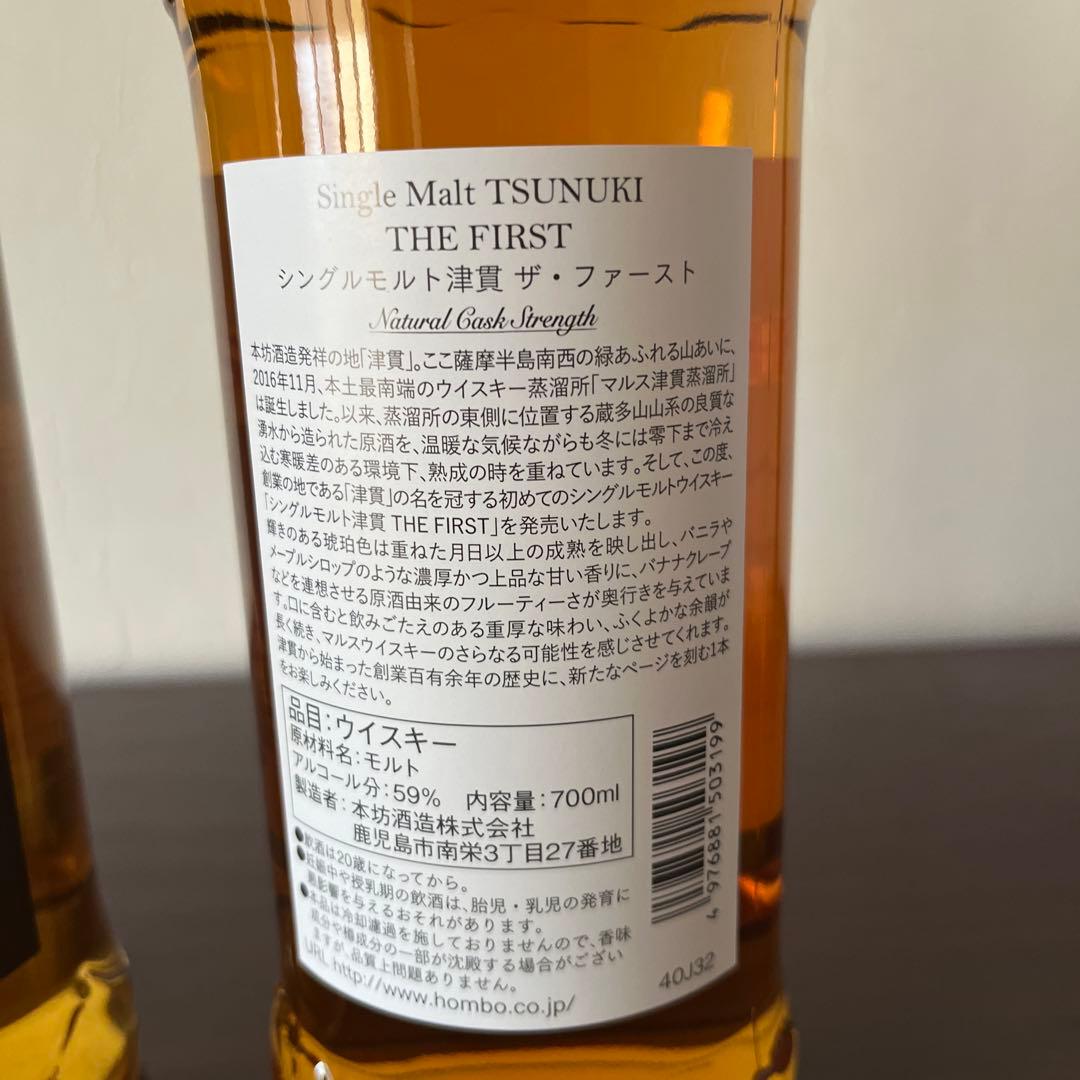 Single Malt TSUNUKI
THE FIRST
シングルモルト津貫 ザ・ファースト
Natural Cask Strength
本坊酒造発祥の地「津貫」。ここ薩摩半島南西の緑あふれる山あいに、
2016年11月、本土最南端のウイスキー蒸溜所「マルス津貫蒸溜所」
は誕生しました。以来、蒸溜所の東側に位置する蔵多山山系の良質な
湧水から造られた原酒を、温暖な気候ながらも冬には零下まで冷え
込む寒暖差のある環境下、熟成の時を重ねています。そして、この度、
創業の地である「津貫」の名を冠する初めてのシングルモルトウイスキー
「シングルモルト津貫 THE FIRST」を発売いたします。
輝きのある琥珀色は重ねた月日以上の成熟を映し出し、バニラや
メープルシロップのような濃厚かつ上品な甘い香りに、バナナクレープ
などを連想させる原酒由来のフルーティーさが奥行きを与えていま
す。口に含むと飲みごたえのある重厚な味わい、ふくよかな余韻が
長く続き、マルスウイスキーのさらなる可能性を感じさせてくれます。
津貫から始まった創業百有余年の歴史に、新たなページを刻む1本
をお楽しみください。
品目：ウイスキー
原材料名：モルト
アルコール分：59% 内容量：700ml
製造者：本坊酒造株式会社
鹿児島市南栄3丁目27番地
●飲酒は20歳になってから。
●妊娠中や授乳期の飲酒は、胎児・乳児の発育に
悪影響を与えるおそれがあります。
●本品は冷却濾過を施しておりませんので、香味
成分や樽成分の一部が沈殿する場合がござい
ますが、品質上問題ありません。
URL http://www.hombo.co.jp/
4 976881 503199
40J32